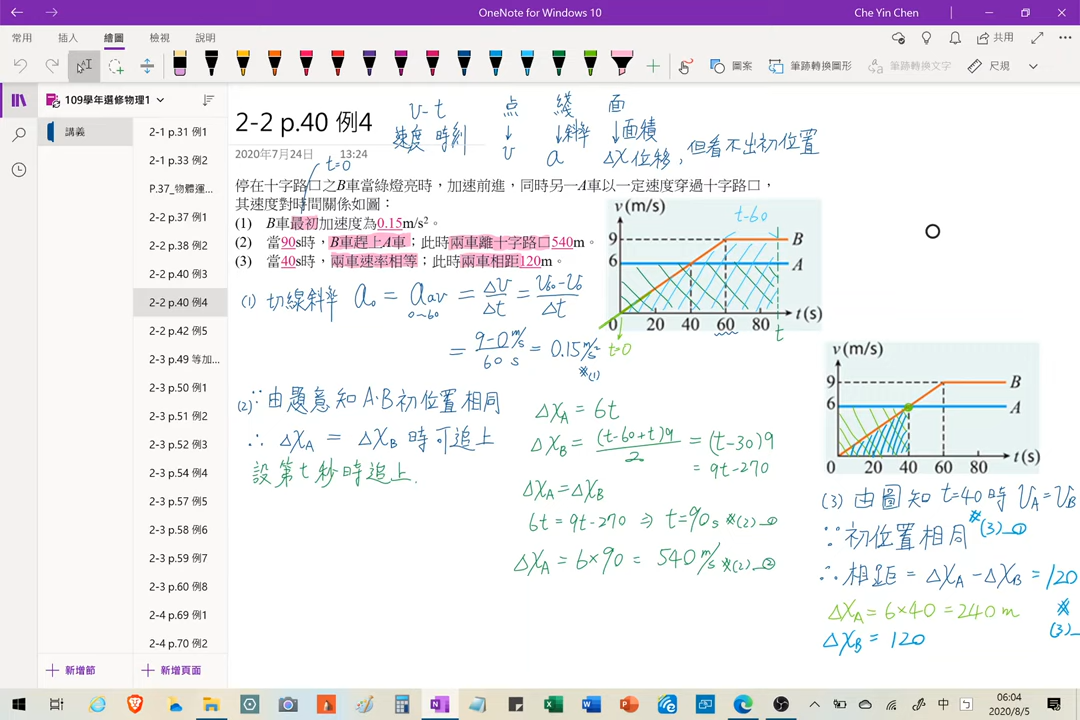 OneNote for Windows 10
Che Yin Chen
常用
插人
繪圖
檢視
說明
共用
圖案
筆跡轉換圖形
筆跡轉換文字
尺規
109學年選修物理1
講義
2-1 p.31 例1
2-1 p.33 例2
P.37_物體運...
2-2 p.37 例1
2-2 p.38 例2
2-2 p.40 例3
2-2 p.40 例4
2-2 p.42 例5
2-3 p.49 等加...
2-3 p.50 例1
2-3 p.51 例2
2-3 p.52 例3
2-3 p.54 例4
2-3 p.57 例5
2-3 p.58 例6
2-3 p.59 例7
2-3 p.60 例8
2-4 p.69 例1
2-4 p.70 例2
新增節
新增頁面
2-2 p.40 例4
2020年7月24日 13:24
v-t 点 綫 面
速度 時刻 ↓ ↓斜率 ↓面積
v a Δx 位移, 但看不出初位置
t=0
停在十字路口之B車當綠燈亮時，加速前進，同時另一A車以一定速度穿過十字路口，
其速度對時間關係如圖：
(1) B車最初加速度為0.15m/s²。
(2) 當90s時，B車趕上A車；此時兩車離十字路口540m。
(3) 當40s時，兩車速率相等；此時兩車相距120m。
v(m/s)
t-60
9
B
6
A
0 20 40 60 80 t(s)
t=0
t
(1) 切線斜率 a₀ = aav = Δv/Δt = (v60-v0)/Δt
0~60
= (9-0 m/s)/(60 s) = 0.15 m/s² ※(1)
(2) ∵由題意知 A.B 初位置相同
∴ ΔxA = ΔxB 時可追上
設第 t 秒時追上.
ΔxA = 6t
ΔxB = (t-60+t)9/2 = (t-30)9
= 9t-270
ΔxA = ΔxB
6t = 9t-270 ⇒ t=90s ※(2)_①
ΔxA = 6×90 = 540 m/s ※(2)_②
v(m/s)
9
B
6
A
0 20 40 60 80 t(s)
(3) 由圖知 t=40 時 vA=vB
※(3)_①
∵初位置相同
∴相距 = ΔxA - ΔxB = 120
ΔxA = 6×40 = 240 m ※
ΔxB = 120 (3)_
06:04
2020/8/5
中